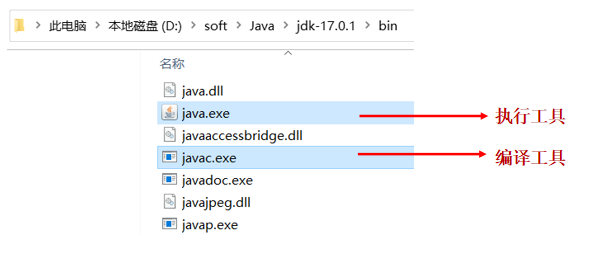 此电脑 > 本地磁盘 (D:) > soft > Java > jdk-17.0.1 > bin
名称
java.dll
java.exe
执行工具
javaaccessbridge.dll
javac.exe
编译工具
javadoc.exe
javajpeg.dll
javap.exe